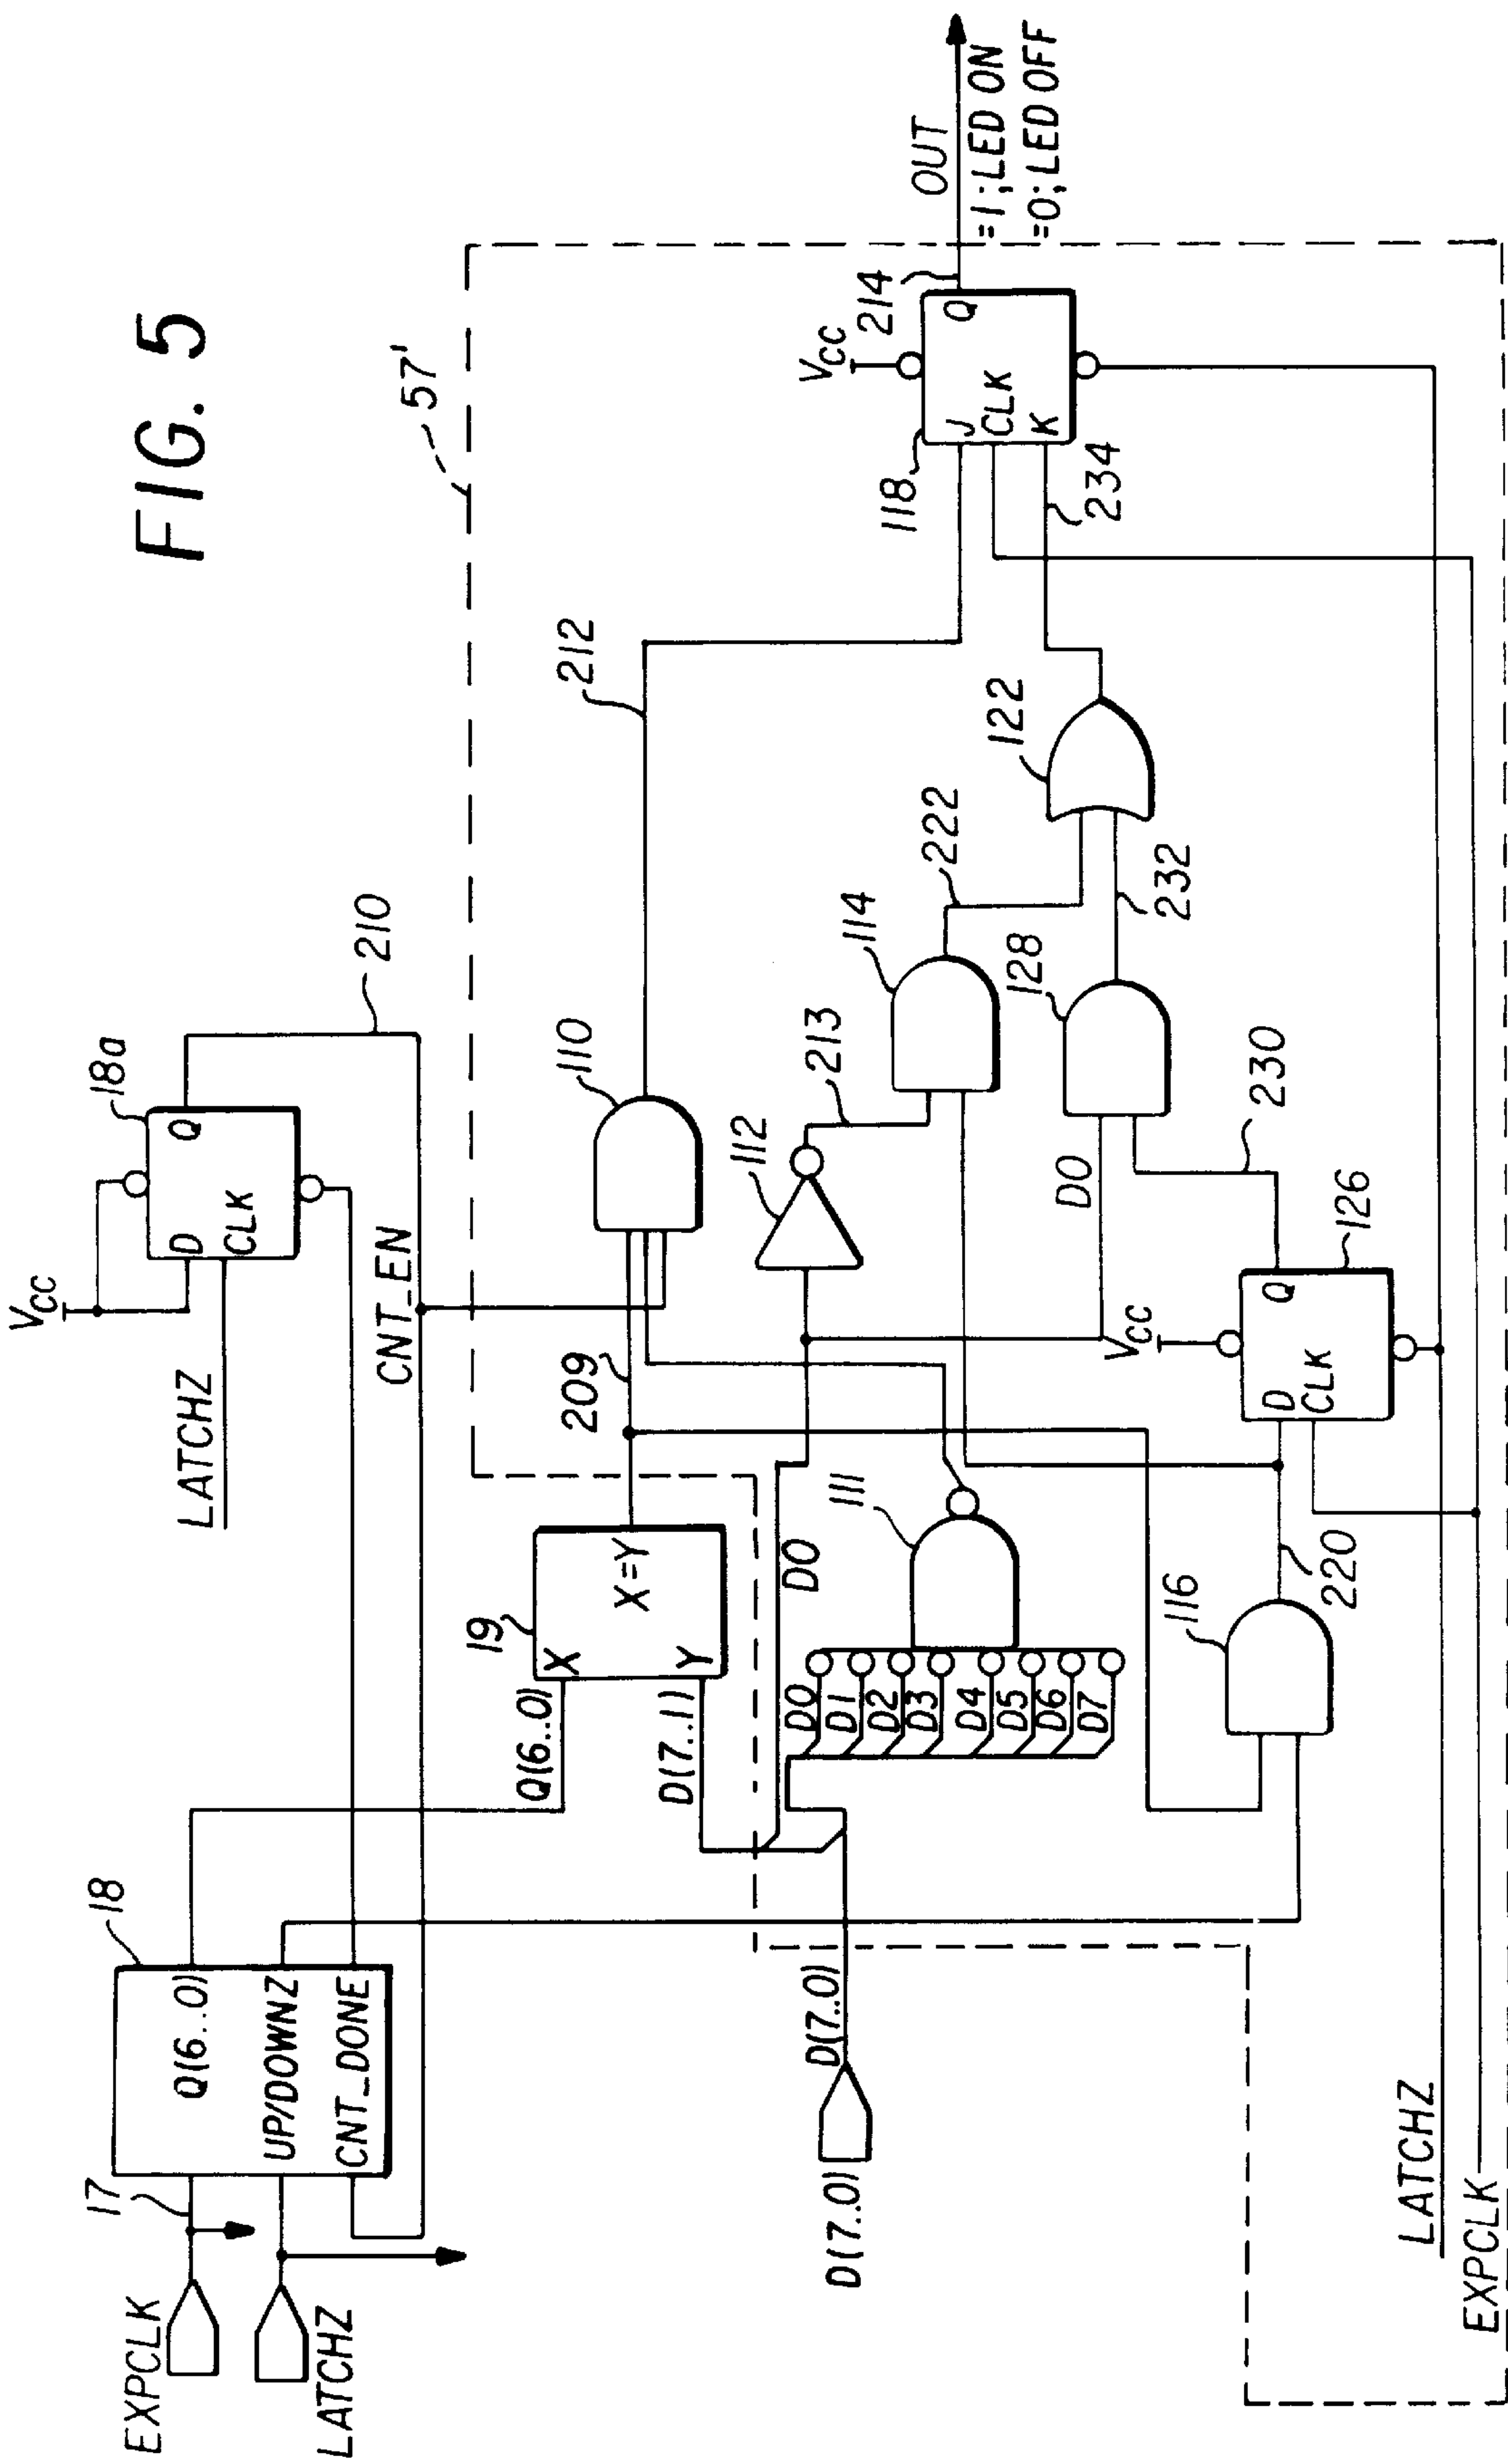 FIG. 5
EXPCLK
LATCHZ
17
18
Q(6..0)
UP/DOWNZ
CNT_DONE
VCC
LATCHZ
18a
D
Q
CLK
210
CNT_EN
57'
Q(6..0)
D(7..1)
19
X
Y
X=Y
209
110
212
D(7..0)
D(7..0)
D0
D0
D1
D2
D3
D4
D5
D6
D7
111
112
213
114
222
D0
128
232
122
234
116
220
VCC
D
Q
CLK
126
230
VCC
118
J
CLK
K
Q
214
OUT
=1; LED ON
=0; LED OFF
LATCHZ
EXPCLK